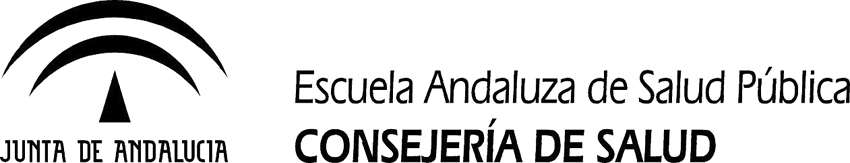 Escuela Andaluza de Salud Pública
JUNTA DE ANDALUCIA
CONSEJERÍA DE SALUD